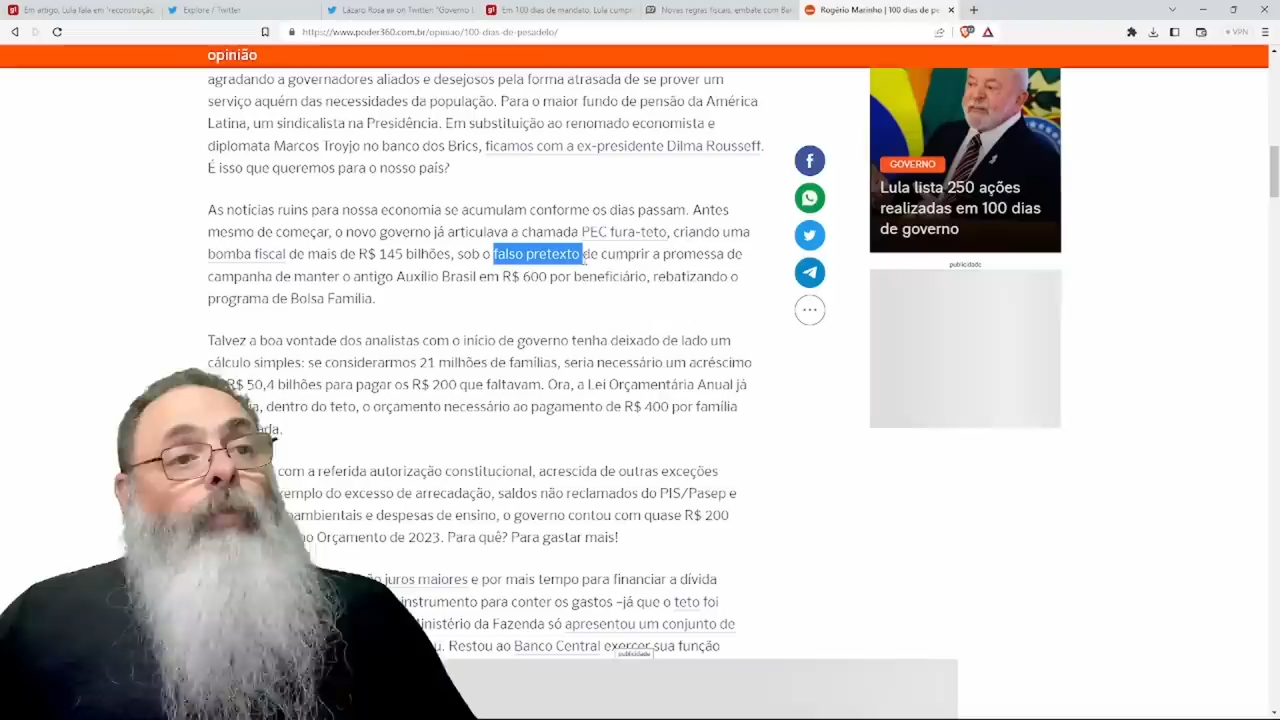 Em artigo, Lula fala em "reconstrução
Explore / Twitter
Lázaro Rosa on Twitter: "Governo L
Em 100 dias de mandato, Lula cumpri
Novas regras fiscais, embate com Ban
Rogério Marinho | 100 dias de pe
https://www.poder360.com.br/opiniao/100-dias-de-pesadelo/
VPN
opinião
agradando a governadores aliados e desejosos pela forma atrasada de se prover um
serviço aquém das necessidades da população. Para o maior fundo de pensão da América
Latina, um sindicalista na Presidência. Em substituição ao renomado economista e
diplomata Marcos Troyjo no banco dos Brics, ficamos com a ex-presidente Dilma Rousseff.
É isso que queremos para o nosso país?
As notícias ruins para nossa economia se acumulam conforme os dias passam. Antes
mesmo de começar, o novo governo já articulava a chamada PEC fura-teto, criando uma
bomba fiscal de mais de R$ 145 bilhões, sob o falso pretexto de cumprir a promessa de
campanha de manter o antigo Auxílio Brasil em R$ 600 por beneficiário, rebatizando o
programa de Bolsa Família.
Talvez a boa vontade dos analistas com o início de governo tenha deixado de lado um
cálculo simples: se considerarmos 21 milhões de famílias, seria necessário um acréscimo
R$ 50,4 bilhões para pagar os R$ 200 que faltavam. Ora, a Lei Orçamentária Anual já
dentro do teto, o orçamento necessário ao pagamento de R$ 400 por família
com a referida autorização constitucional, acrescida de outras exceções
do excesso de arrecadação, saldos não reclamados do PIS/Pasep e
e despesas de ensino, o governo contou com quase R$ 200
Orçamento de 2023. Para quê? Para gastar mais!
juros maiores e por mais tempo para financiar a dívida
instrumento para conter os gastos –já que o teto foi
Ministério da Fazenda só apresentou um conjunto de
Restou ao Banco Central exercer sua função
GOVERNO
Lula lista 250 ações
realizadas em 100 dias
de governo
publicidade
publicidade